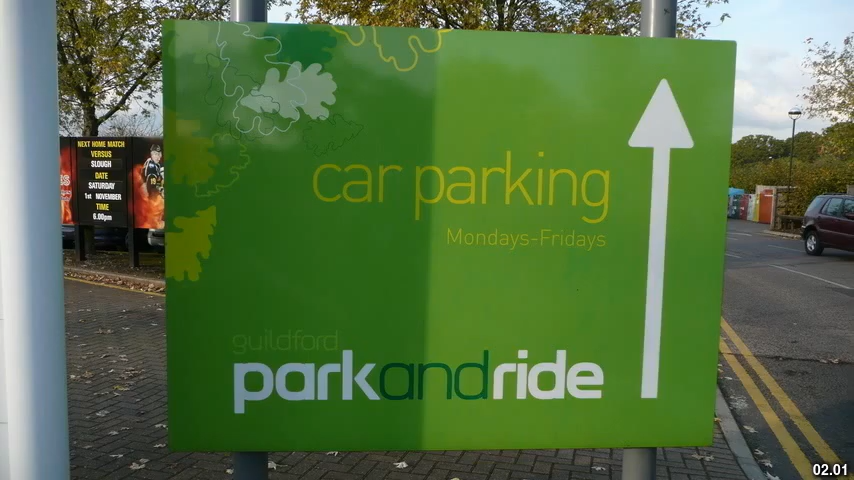 NEXT HOME MATCH
VERSUS
SLOUGH
DATE
SATURDAY
1st NOVEMBER
TIME
6.00pm
car parking
Mondays-Fridays
guildford
parkandride
02.01